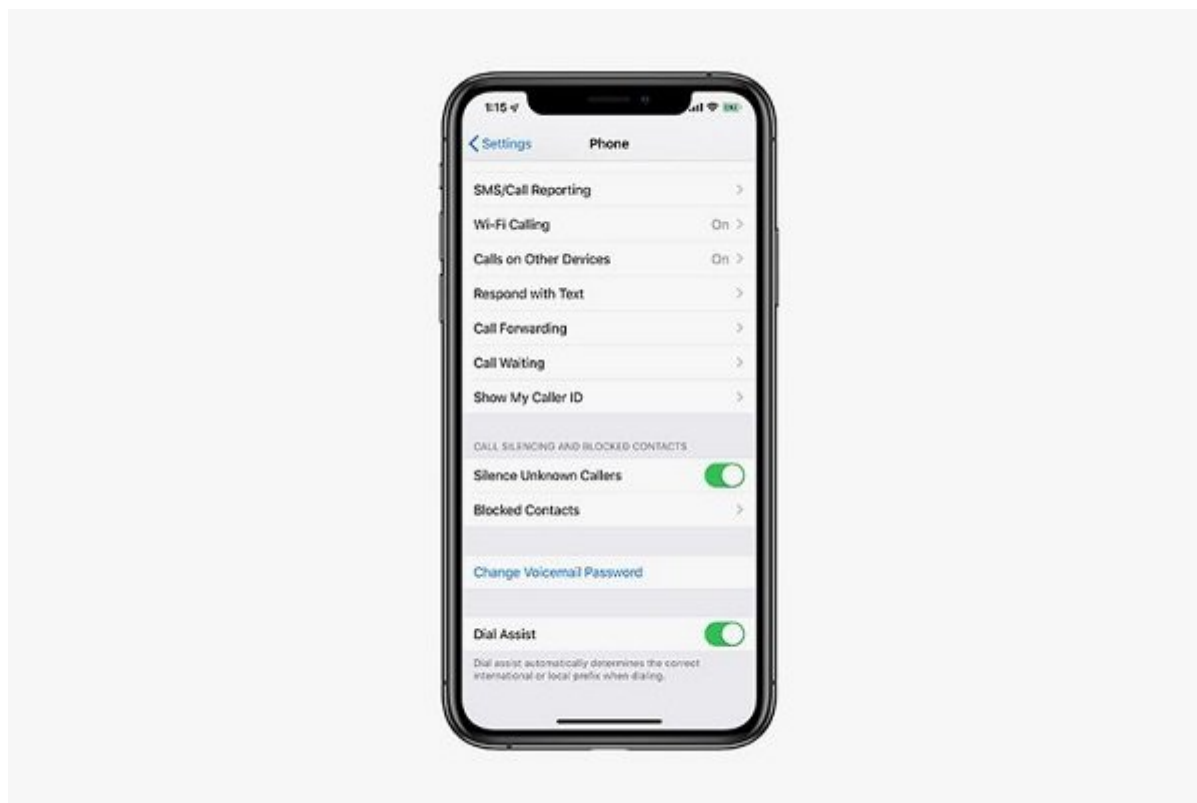 1:15
Settings
Phone
SMS/Call Reporting
Wi-Fi Calling On
Calls on Other Devices On
Respond with Text
Call Forwarding
Call Waiting
Show My Caller ID
CALL SILENCING AND BLOCKED CONTACTS
Silence Unknown Callers
Blocked Contacts
Change Voicemail Password
Dial Assist
Dial assist automatically determines the correct
international or local prefix when dialing.